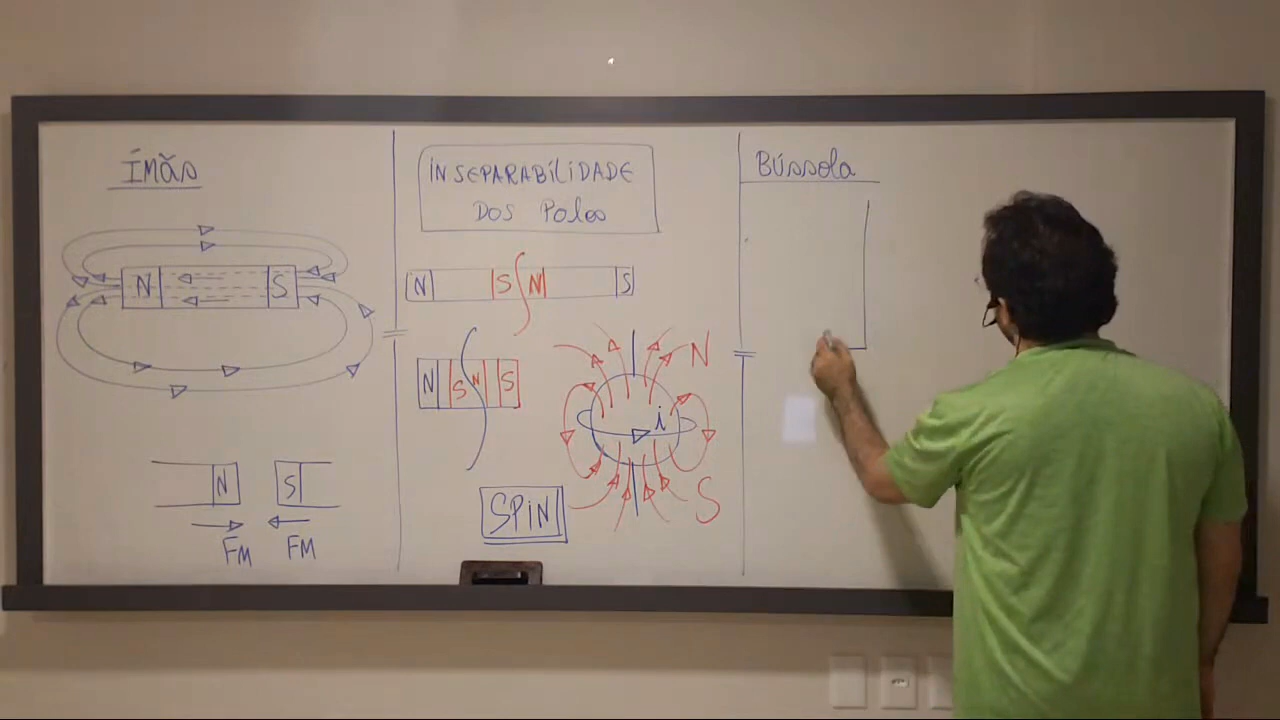 ÍMÃS
N S
N S
FM FM
INSEPARABILIDADE
DOS POLOS
N S N S
N S N S
N
i
S
SPIN
BÚSSOLA